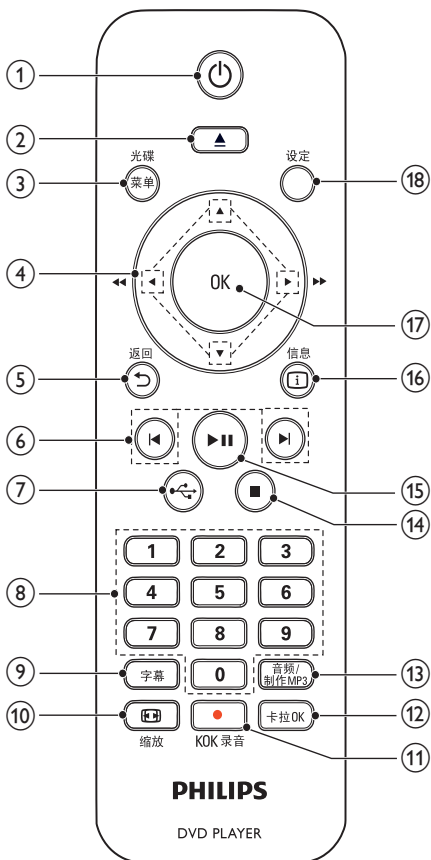 ①
②
光碟
设定
③
菜单
⑱
④
OK
⑰
返回
信息
⑤
i
⑯
⑥
⑮
⑦
⑭
1 2 3
⑧
4 5 6
7 8 9
⑨
字幕
0
音频/
制作MP3
⑬
⑩
卡拉OK
⑫
缩放
KOK 录音
⑪
PHILIPS
DVD PLAYER